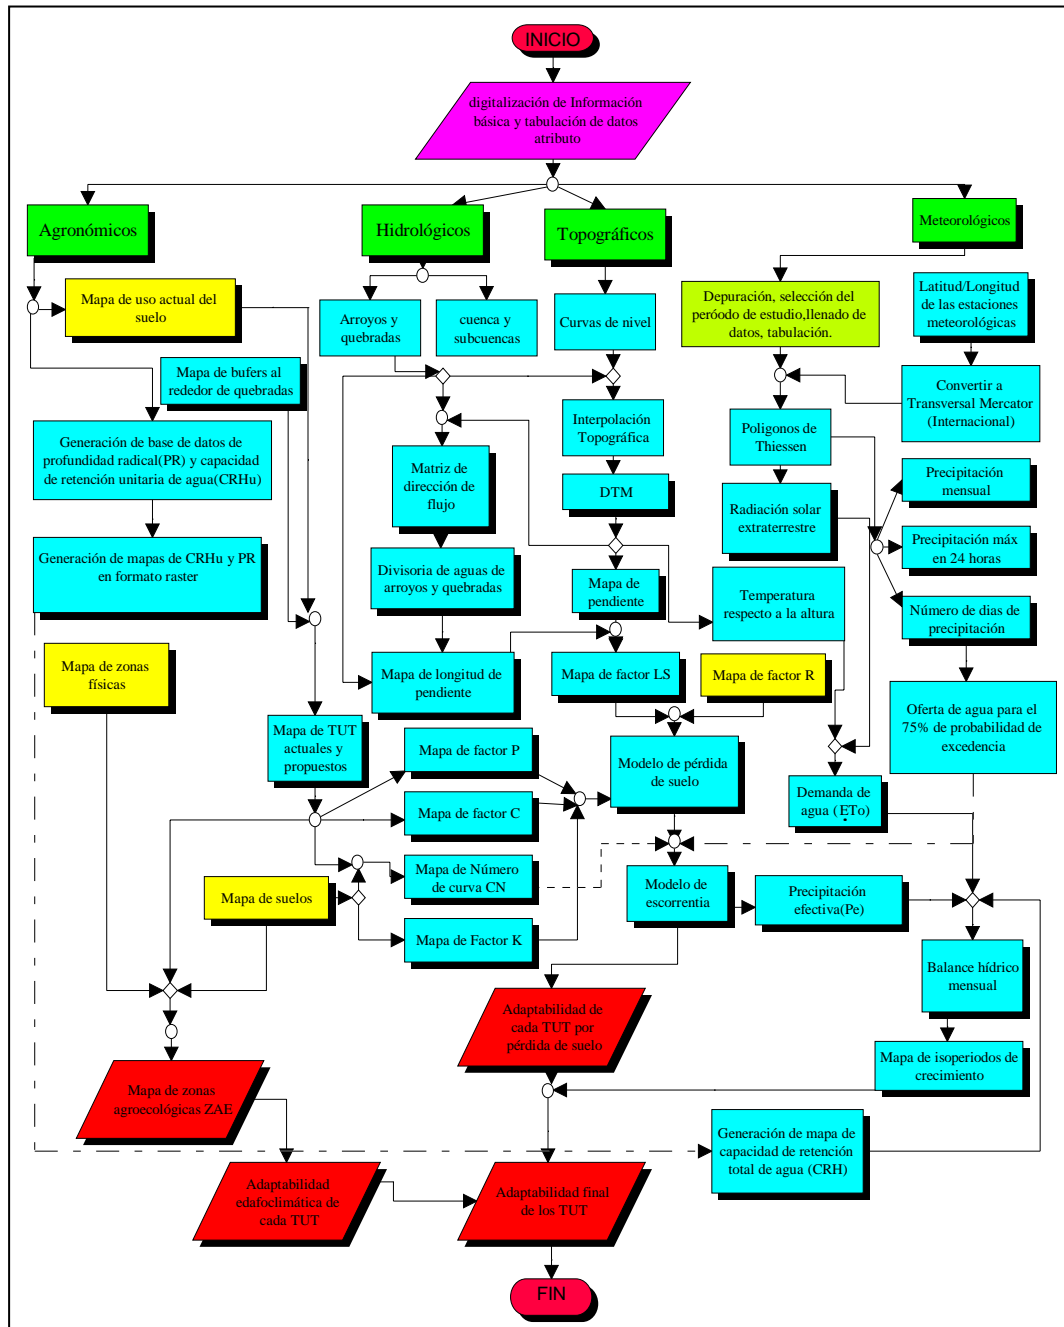 INICIO
digitalización de Información
básica y tabulación de datos
atributo
Agronómicos
Hidrológicos
Topográficos
Meteorológicos
Mapa de uso actual del
suelo
Arroyos y
quebradas
cuenca y
subcuencas
Curvas de nivel
Depuración, selección del
peróodo de estudio,llenado de
datos, tabulación.
Latitud/Longitud
de las estaciones
meteorológicas
Mapa de bufers al
rededor de quebradas
Convertir a
Transversal Mercator
(Internacional)
Generación de base de datos de
profundidad radical(PR) y capacidad
de retención unitaria de agua(CRHu)
Interpolación
Topográfica
Poligonos de
Thiessen
Matriz de
dirección de
flujo
DTM
Radiación solar
extraterrestre
Precipitación
mensual
Precipitación máx
en 24 horas
Generación de mapas de CRHu y PR
en formato raster
Divisoria de aguas de
arroyos y quebradas
Mapa de
pendiente
Temperatura
respecto a la altura
Número de dias de
precipitación
Mapa de zonas
físicas
Mapa de longitud de
pendiente
Mapa de factor LS
Mapa de factor R
Oferta de agua para el
75% de probabilidad de
excedencia
Mapa de TUT
actuales y
propuestos
Mapa de factor P
Modelo de pérdida
de suelo
Demanda de
agua (ETo)
Mapa de factor C
Mapa de Número
de curva CN
Mapa de suelos
Modelo de
escorrentia
Precipitación
efectiva(Pe)
Mapa de Factor K
Balance hídrico
mensual
Adaptabilidad de
cada TUT por
pérdida de suelo
Mapa de isoperiodos de
crecimiento
Mapa de zonas
agroecológicas ZAE
Generación de mapa de
capacidad de retención
total de agua (CRH)
Adaptabilidad
edafoclimática de
cada TUT
Adaptabilidad final
de los TUT
FIN